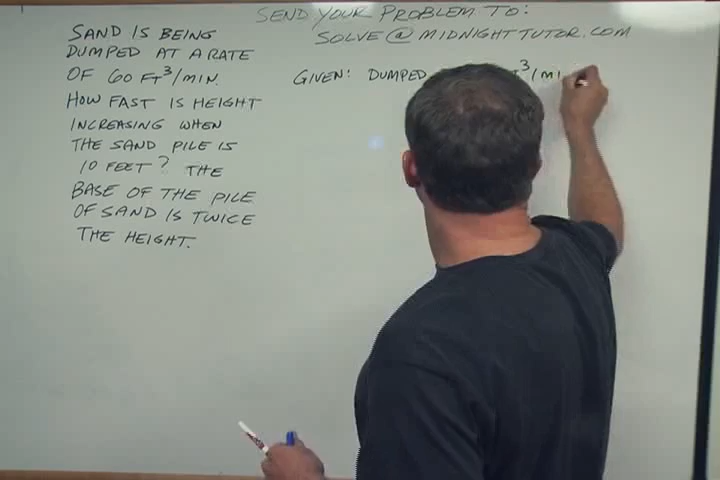 SEND YOUR PROBLEM TO:
SOLVE@MIDNIGHTTUTOR.COM
SAND IS BEING
DUMPED AT A RATE
OF 60 FT³/MIN.
HOW FAST IS HEIGHT
INCREASING WHEN
THE SAND PILE IS
10 FEET? THE
BASE OF THE PILE
OF SAND IS TWICE
THE HEIGHT.
GIVEN: DUMPED T³/MI